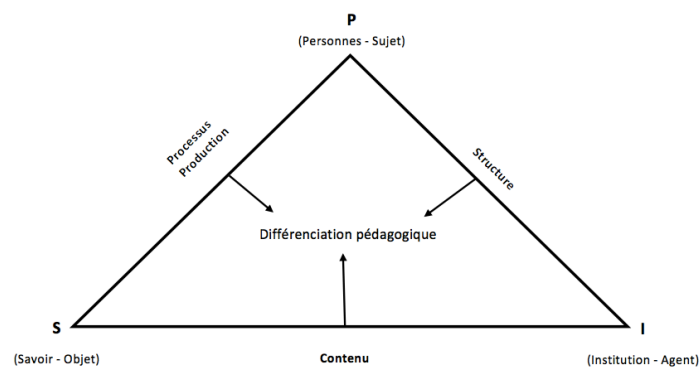 P
(Personnes - Sujet)
Processus
Production
Structure
Différenciation pédagogique
S
I
(Savoir - Objet)
Contenu
(Institution - Agent)